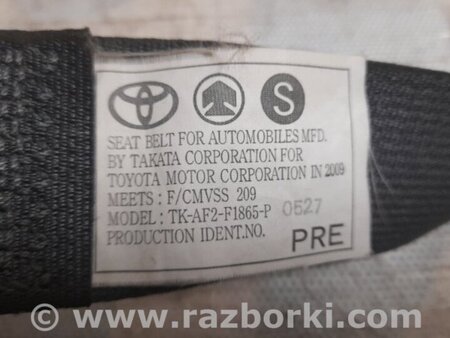 S
SEAT BELT FOR AUTOMOBILES MFD.
BY TAKATA CORPORATION FOR
TOYOTA MOTOR CORPORATION IN 2009
MEETS : F/CMVSS 209
MODEL : TK-AF2-F1865-P 0527
PRODUCTION IDENT.NO. PRE
© www.razborki.com